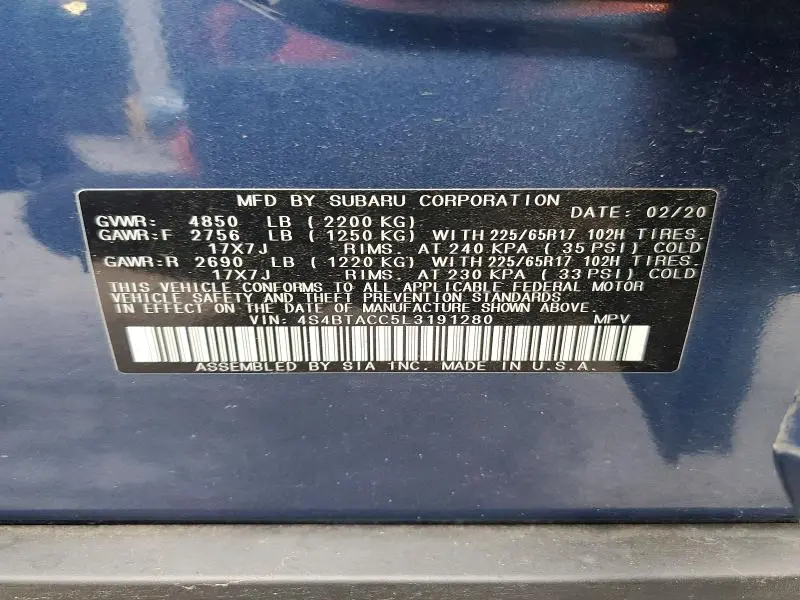 MFD BY SUBARU CORPORATION
DATE: 02/20
GVWR: 4850 LB ( 2200 KG)
GAWR:F 2756 LB ( 1250 KG) WITH 225/65R17 102H TIRES.
17X7J RIMS. AT 240 KPA ( 35 PSI) COLD
GAWR:R 2690 LB ( 1220 KG) WITH 225/65R17 102H TIRES.
17X7J RIMS. AT 230 KPA ( 33 PSI) COLD
THIS VEHICLE CONFORMS TO ALL APPLICABLE FEDERAL MOTOR
VEHICLE SAFETY AND THEFT PREVENTION STANDARDS
IN EFFECT ON THE DATE OF MANUFACTURE SHOWN ABOVE.
VIN: 4S4BTACC5L3191280 MPV
ASSEMBLED BY SIA INC. MADE IN U.S.A.